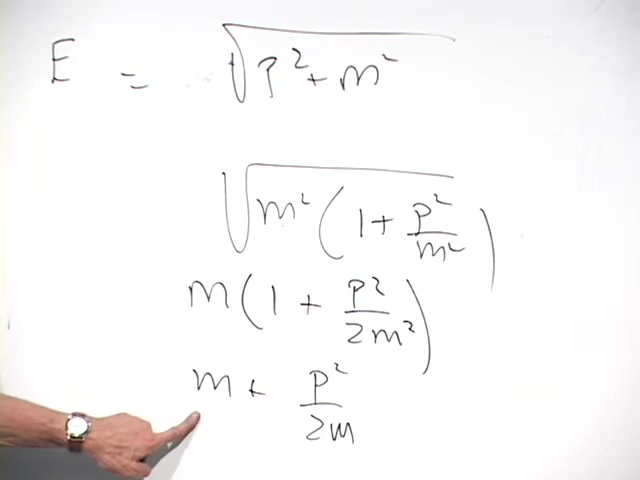 E = √(p² + m²)
√(m² (1 + p²/m²))
m (1 + p²/2m²)
m + p²/2m